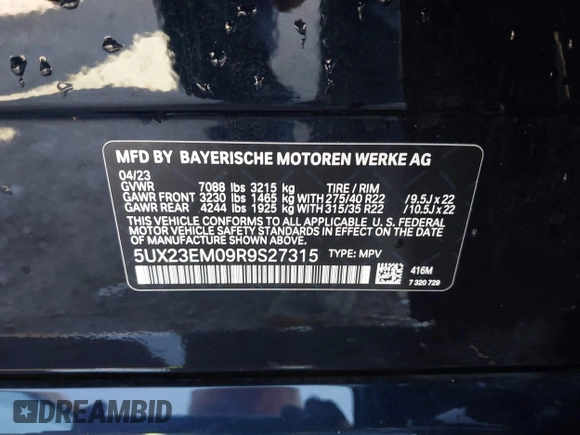 MFD BY BAYERISCHE MOTOREN WERKE AG
04/23
GVWR 7088 lbs 3215 kg TIRE / RIM
GAWR FRONT 3230 lbs 1465 kg WITH 275/40 R22 /9.5J x 22
GAWR REAR 4244 lbs 1925 kg WITH 315/35 R22 /10.5J x 22
THIS VEHICLE CONFORMS TO ALL APPLICABLE U.S. FEDERAL
MOTOR VEHICLE SAFETY AND THEFT PREVENTION STANDARDS
IN EFFECT ON THE DATE OF MANUFACTURE SHOWN ABOVE.
5UX23EM09R9S27315 TYPE: MPV
416M
7 320 729
DREAMBID